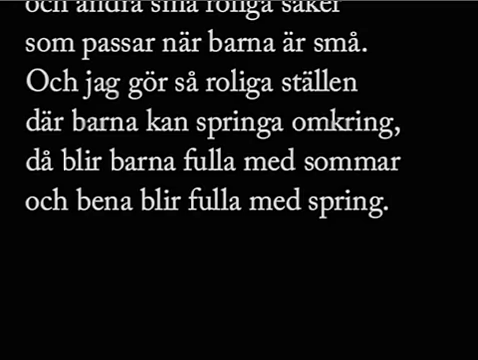 och andra små roliga saker
som passar när barna är små.
Och jag gör så roliga ställen
där barna kan springa omkring,
då blir barna fulla med sommar
och bena blir fulla med spring.